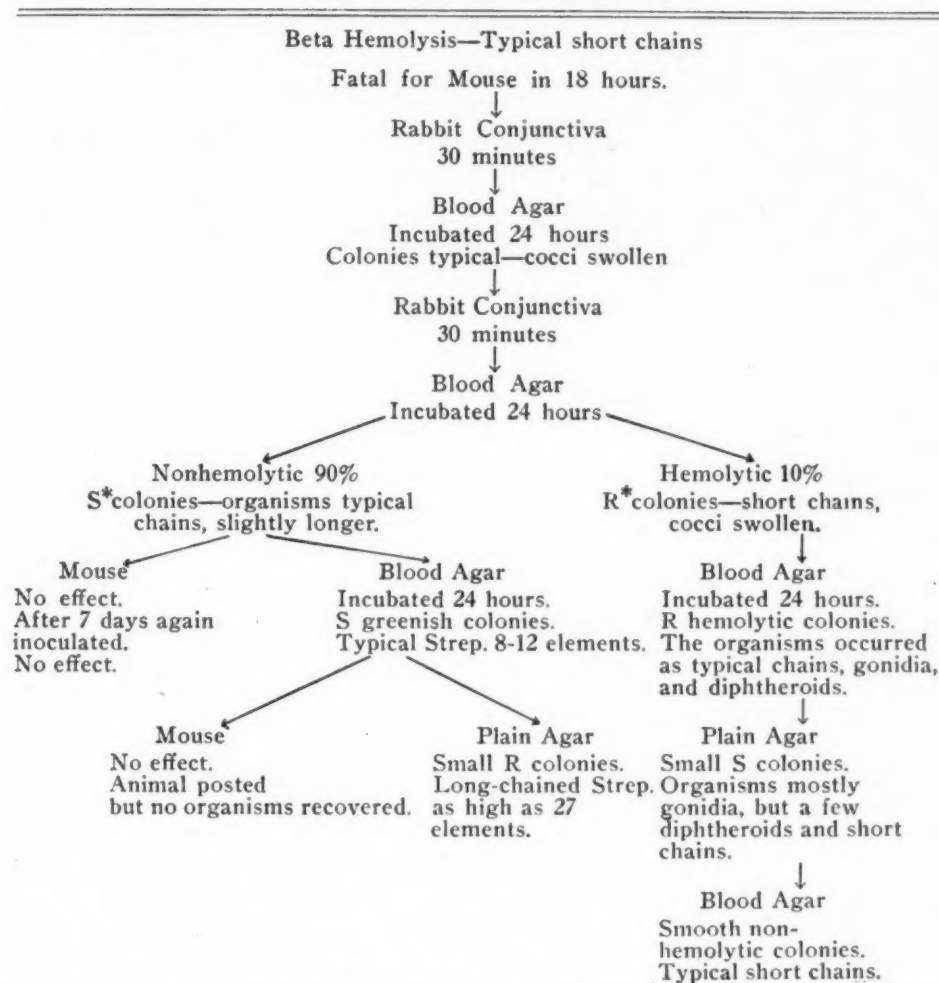 Beta Hemolysis—Typical short chains
Fatal for Mouse in 18 hours.
Rabbit Conjunctiva
30 minutes
Blood Agar
Incubated 24 hours
Colonies typical—cocci swollen
Rabbit Conjunctiva
30 minutes
Blood Agar
Incubated 24 hours
Nonhemolytic 90%
S*colonies—organisms typical
chains, slightly longer.
Hemolytic 10%
R*colonies—short chains,
cocci swollen.
Mouse
No effect.
After 7 days again
inoculated.
No effect.
Blood Agar
Incubated 24 hours.
S greenish colonies.
Typical Strep. 8-12 elements.
Blood Agar
Incubated 24 hours.
R hemolytic colonies.
The organisms occurred
as typical chains, gonidia,
and diphtheroids.
Mouse
No effect.
Animal posted
but no organisms recovered.
Plain Agar
Small R colonies.
Long-chained Strep.
as high as 27
elements.
Plain Agar
Small S colonies.
Organisms mostly
gonidia, but a few
diphtheroids and short
chains.
Blood Agar
Smooth non-
hemolytic colonies.
Typical short chains.